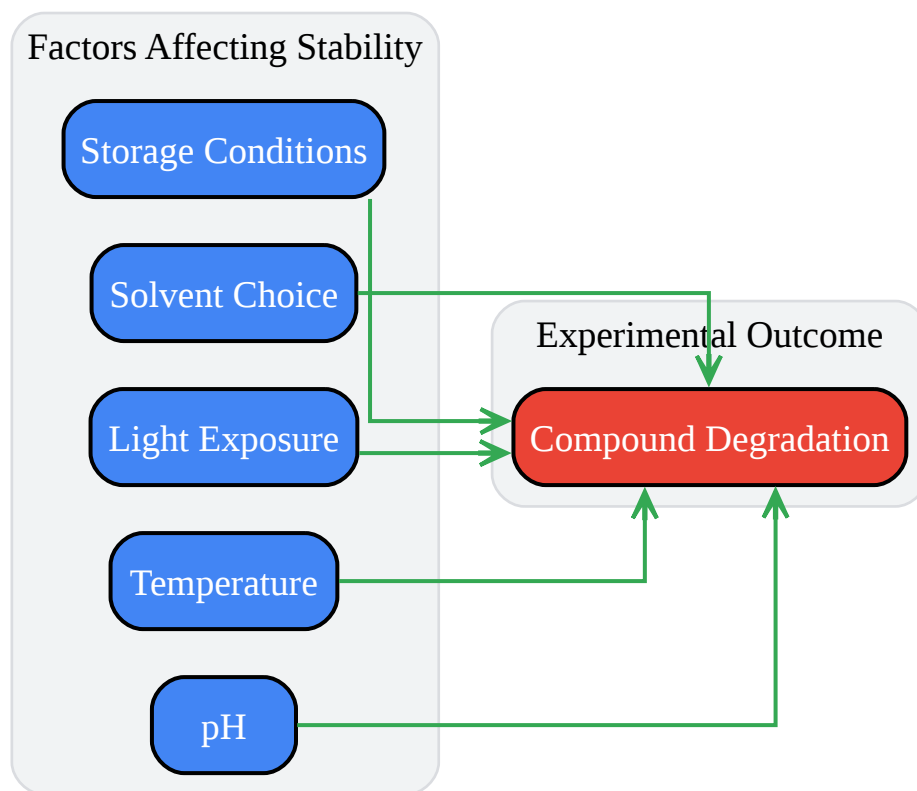 Factors Affecting Stability
Storage Conditions
Solvent Choice
Light Exposure
Temperature
pH
Experimental Outcome
Compound Degradation